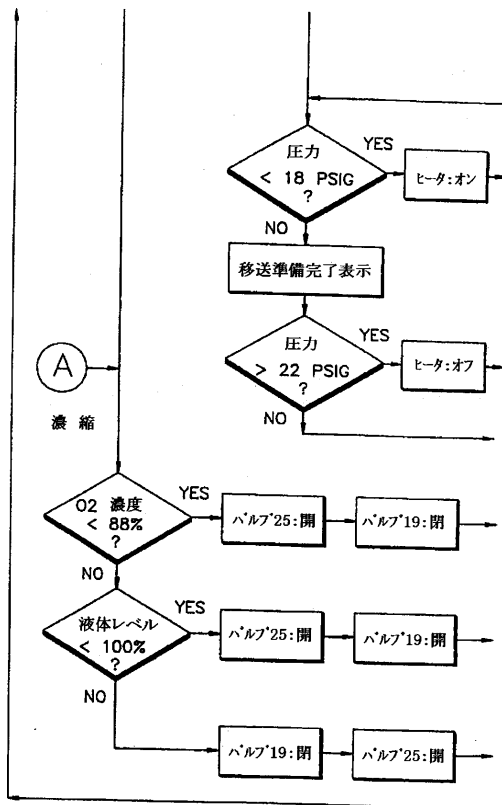 圧力
< 18 PSIG
?
YES
ヒータ:オン
NO
移送準備完了表示
圧力
> 22 PSIG
?
YES
ヒータ:オフ
NO
A
濃縮
O2 濃度
< 88%
?
YES
バルブ25:開
バルブ19:閉
NO
液体レベル
< 100%
?
YES
バルブ25:開
バルブ19:開
NO
バルブ19:閉
バルブ25:開